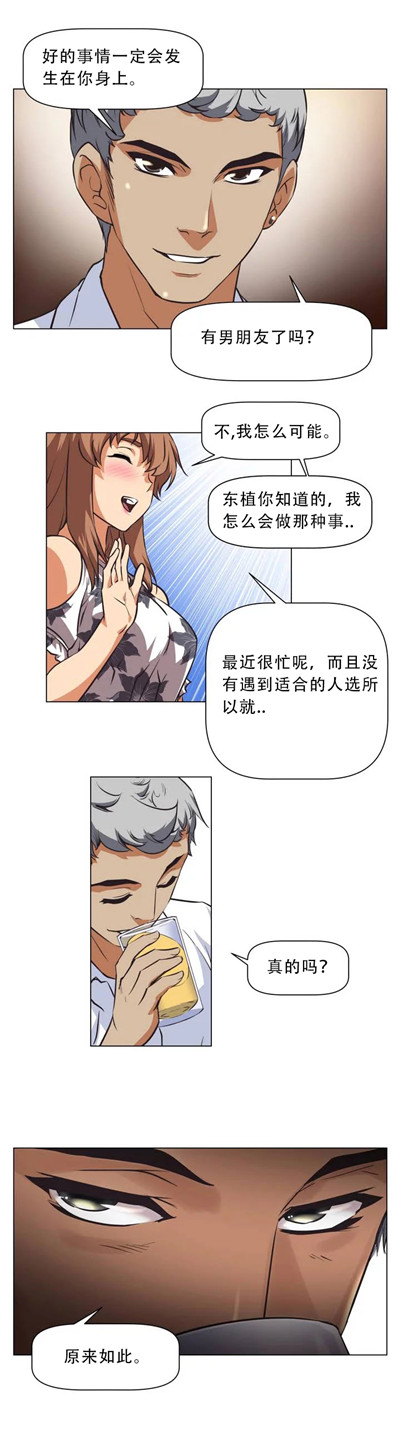 好的事情一定会发
生在你身上。
有男朋友了吗?
不,我怎么可能。
东植你知道的，我
怎么会做那种事..
最近很忙呢，而且没
有遇到适合的人选所
以就..
真的吗?
原来如此。